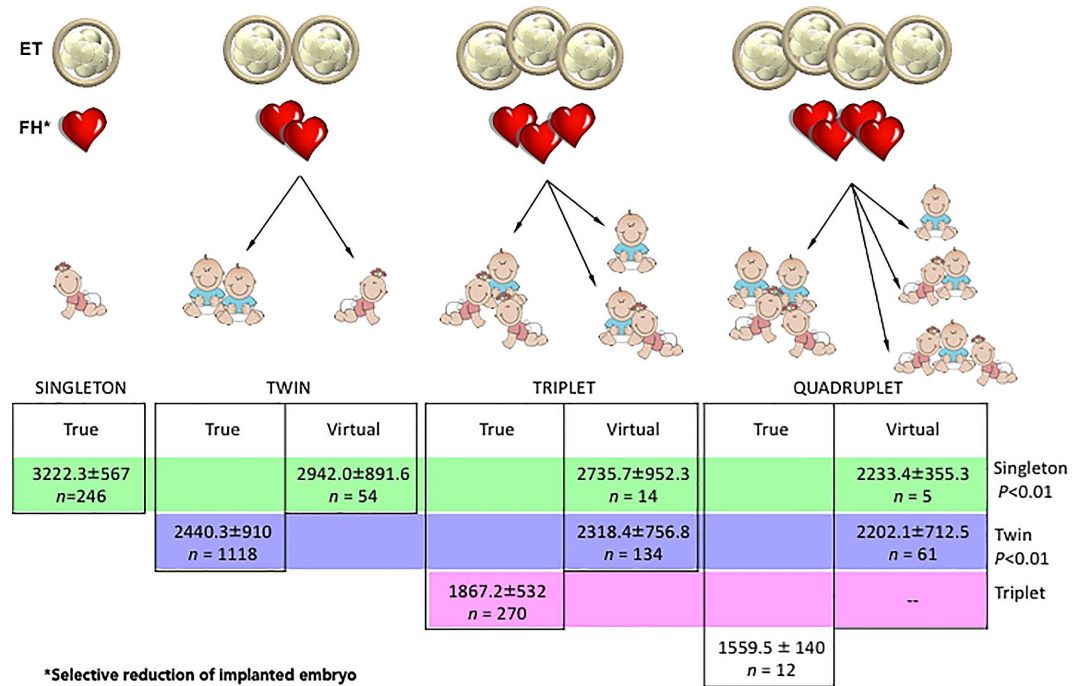 ET
FH*
SINGLETON TWIN TRIPLET QUADRUPLET
True True Virtual True Virtual True Virtual
3222.3±567 2942.0±891.6 2735.7±952.3 2233.4±355.3 Singleton
n=246 n = 54 n = 14 n = 5 P<0.01
2440.3±910 2318.4±756.8 2202.1±712.5 Twin
n = 1118 n = 134 n = 61 P<0.01
1867.2±532 -- Triplet
n = 270
1559.5 ± 140
n = 12
*Selective reduction of implanted embryo